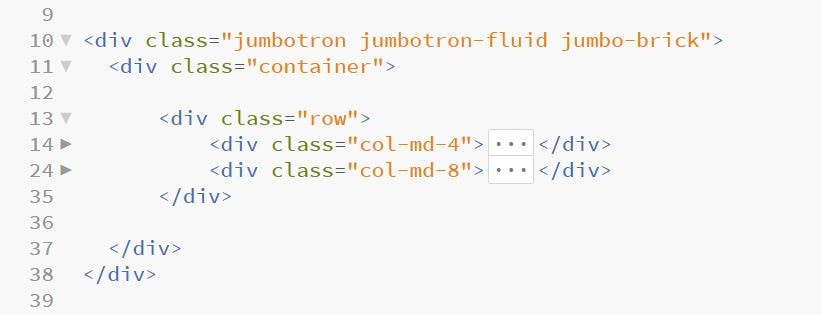 9
10 <div class="jumbotron jumbotron-fluid jumbo-brick">
11 <div class="container">
12
13 <div class="row">
14 <div class="col-md-4">...</div>
24 <div class="col-md-8">...</div>
35 </div>
36
37 </div>
38 </div>
39